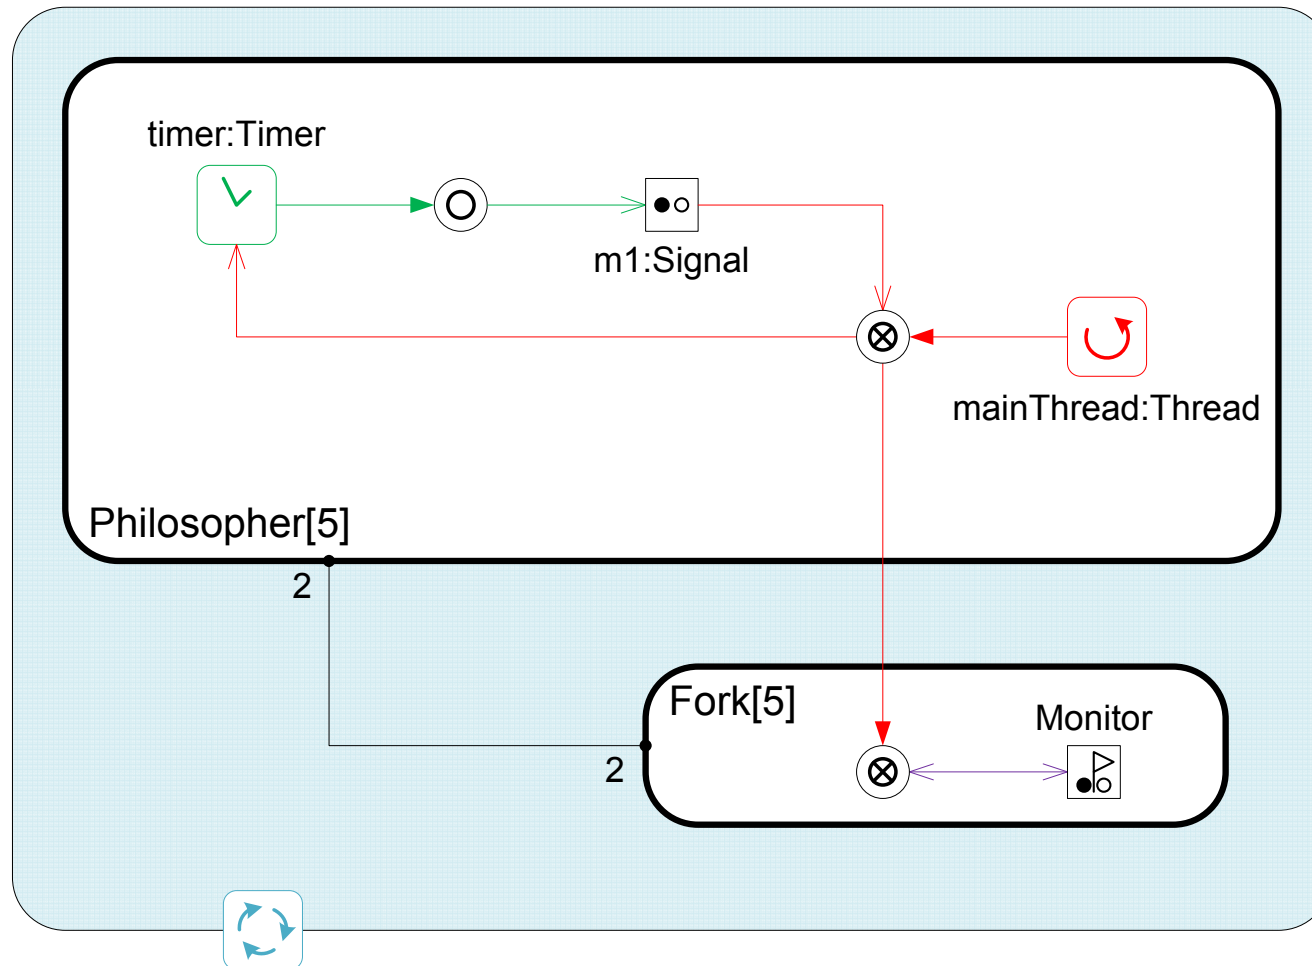 timer:Timer
m1:Signal
mainThread:Thread
Philosopher[5]
2
Fork[5]
Monitor
2